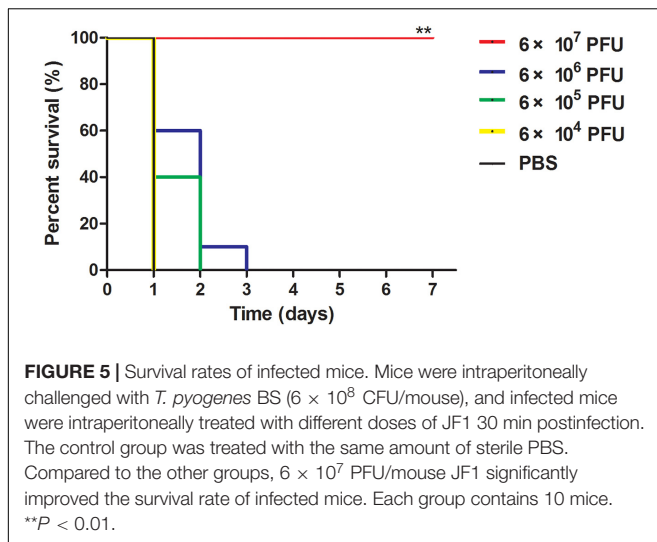 **
100
80
60
40
20
0
Percent survival (%)
0 1 2 3 4 5 6 7
Time (days)
6 × 10⁷ PFU
6 × 10⁶ PFU
6 × 10⁵ PFU
6 × 10⁴ PFU
PBS
FIGURE 5 | Survival rates of infected mice. Mice were intraperitoneally
challenged with T. pyogenes BS (6 × 10⁸ CFU/mouse), and infected mice
were intraperitoneally treated with different doses of JF1 30 min postinfection.
The control group was treated with the same amount of sterile PBS.
Compared to the other groups, 6 × 10⁷ PFU/mouse JF1 significantly
improved the survival rate of infected mice. Each group contains 10 mice.
**P < 0.01.